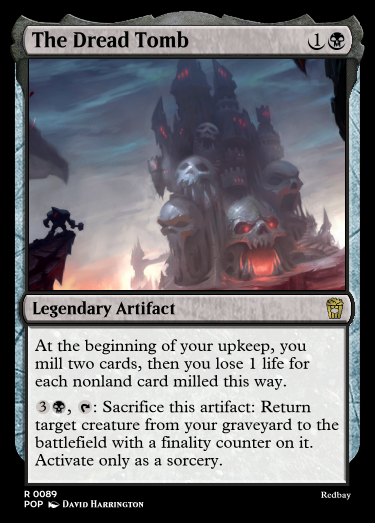 The Dread Tomb 1
Legendary Artifact
At the beginning of your upkeep, you
mill two cards, then you lose 1 life for
each nonland card milled this way.
3 , : Sacrifice this artifact: Return
target creature from your graveyard to the
battlefield with a finality counter on it.
Activate only as a sorcery.
R 0089
POP David Harrington
Redbay